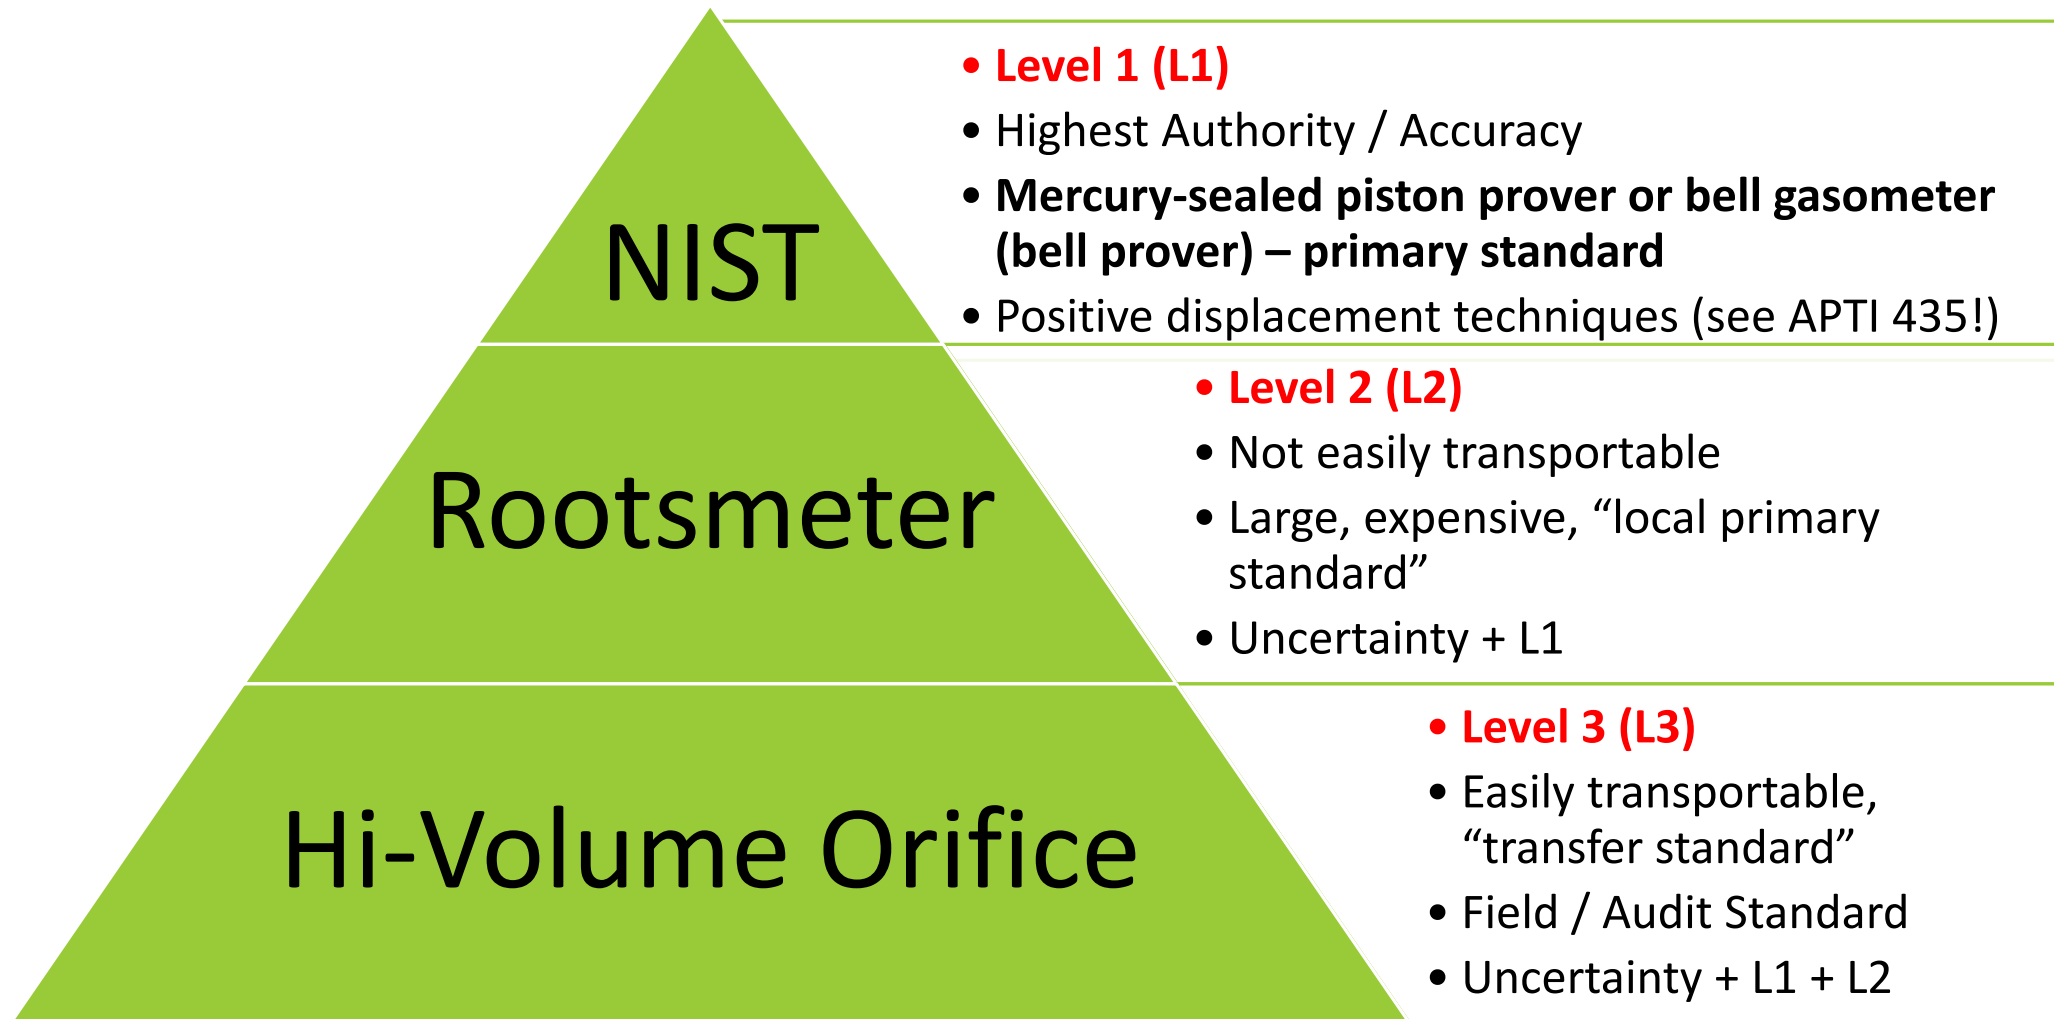 NIST
• Level 1 (L1)
• Highest Authority / Accuracy
• Mercury-sealed piston prover or bell gasometer
(bell prover) – primary standard
• Positive displacement techniques (see APTI 435!)
Rootsmeter
• Level 2 (L2)
• Not easily transportable
• Large, expensive, “local primary
standard”
• Uncertainty + L1
Hi-Volume Orifice
• Level 3 (L3)
• Easily transportable,
“transfer standard”
• Field / Audit Standard
• Uncertainty + L1 + L2